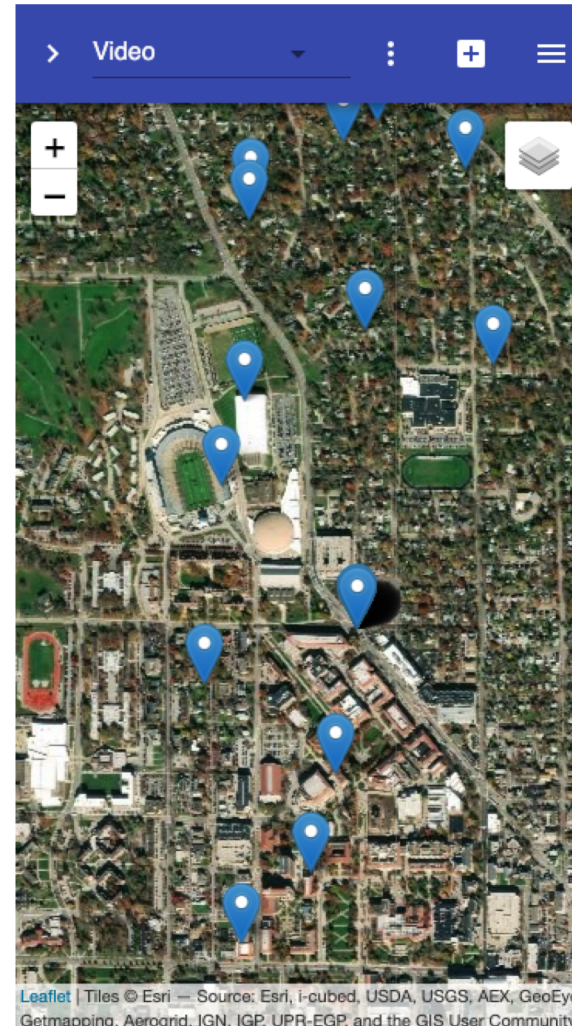 Video
+
−
Leaflet | Tiles © Esri — Source: Esri, i-cubed, USDA, USGS, AEX, GeoEye
Getmapping, Aerogrid, IGN, IGP, UPR-EGP, and the GIS User Community